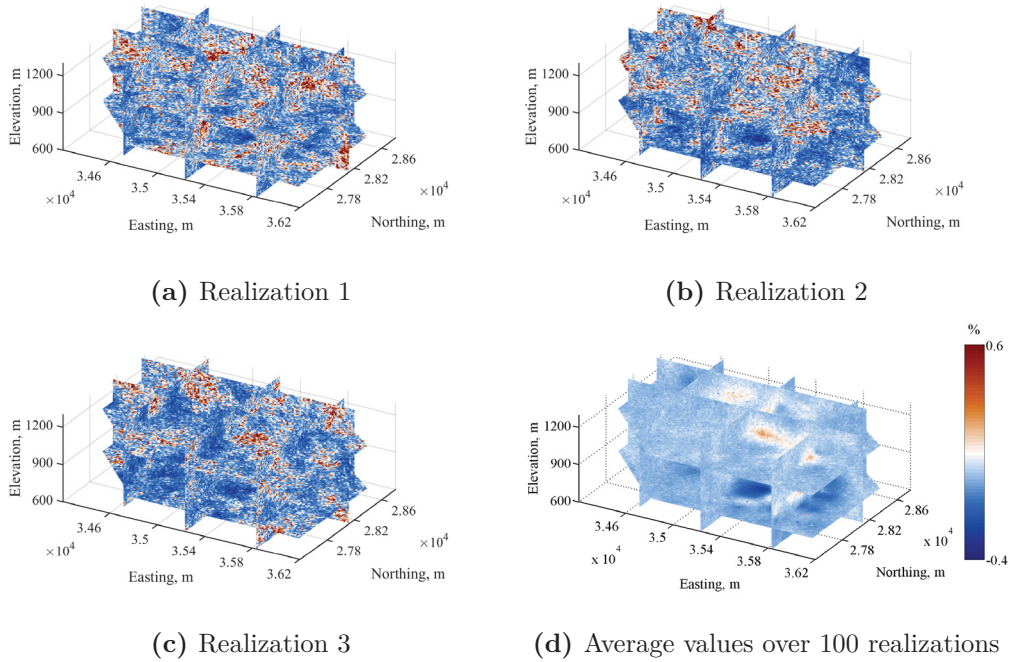 Elevation, m
1200
900
600
3.46
3.5
3.54
3.58
3.62
×10⁴
Easting, m
2.78
2.82
2.86
×10⁴
Northing, m
(a) Realization 1
Elevation, m
1200
900
600
3.46
3.5
3.54
3.58
3.62
×10⁴
Easting, m
2.78
2.82
2.86
×10⁴
Northing, m
(b) Realization 2
Elevation, m
1200
900
600
3.46
3.5
3.54
3.58
3.62
×10⁴
Easting, m
2.78
2.82
2.86
×10⁴
Northing, m
(c) Realization 3
Elevation, m
1200
900
600
3.46
3.5
3.54
3.58
3.62
x 10⁴
Easting, m
2.78
2.82
2.86
x 10⁴
Northing, m
%
0.6
-0.4
(d) Average values over 100 realizations